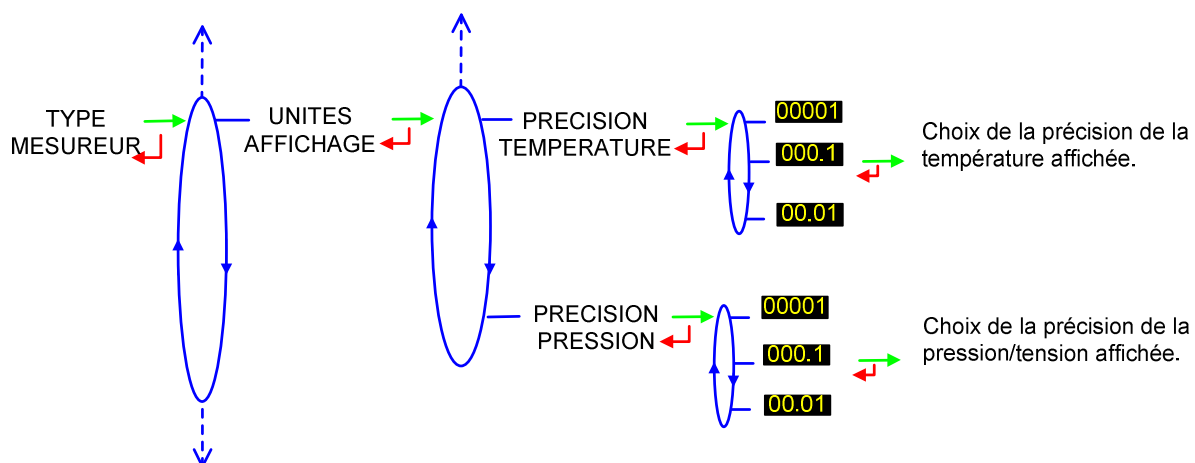 TYPE
MESUREUR
UNITES
AFFICHAGE
PRECISION
TEMPERATURE
00001
000.1
00.01
Choix de la précision de la
température affichée.
PRECISION
PRESSION
00001
000.1
00.01
Choix de la précision de la
pression/tension affichée.